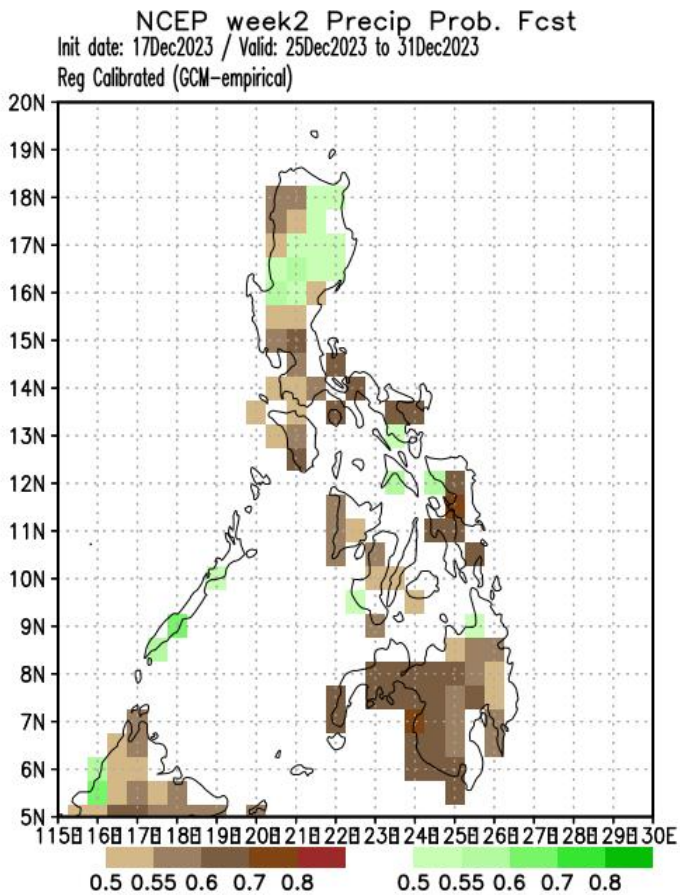 NCEP week2 Precip Prob. Fcst
Init date: 17Dec2023 / Valid: 25Dec2023 to 31Dec2023
Reg Calibrated (GCM-empirical)
20N
19N
18N
17N
16N
15N
14N
13N
12N
11N
10N
9N
8N
7N
6N
5N
115E 116E 117E 118E 119E 120E 121E 122E 123E 124E 125E 126E 127E 128E 129E 130E
0.5 0.55 0.6 0.7 0.8 0.5 0.55 0.6 0.7 0.8